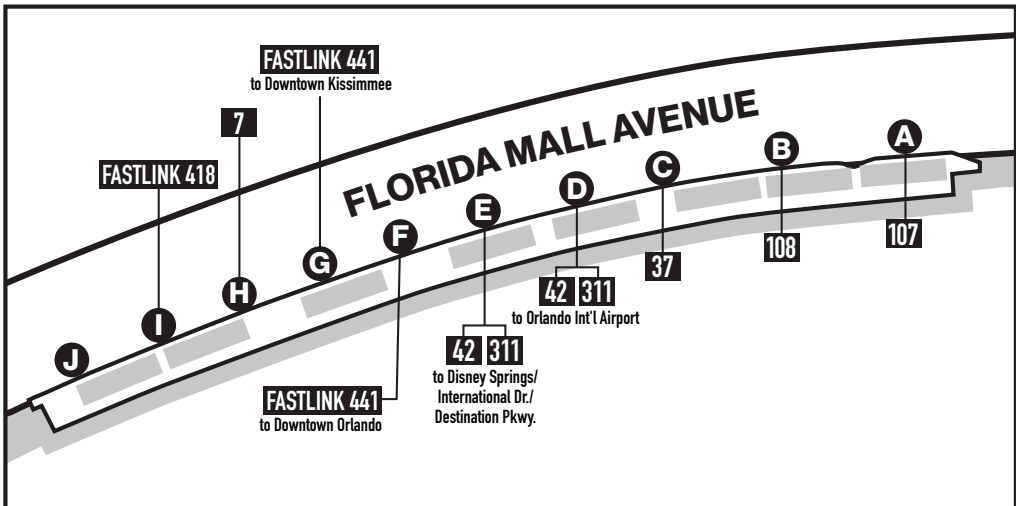 FASTLINK 441
to Downtown Kissimmee
7
FASTLINK 418
FLORIDA MALL AVENUE
A
B
C
D
E
F
G
H
I
J
107
108
37
42 311
to Orlando Int'l Airport
42 311
to Disney Springs/
International Dr./
Destination Pkwy.
FASTLINK 441
to Downtown Orlando